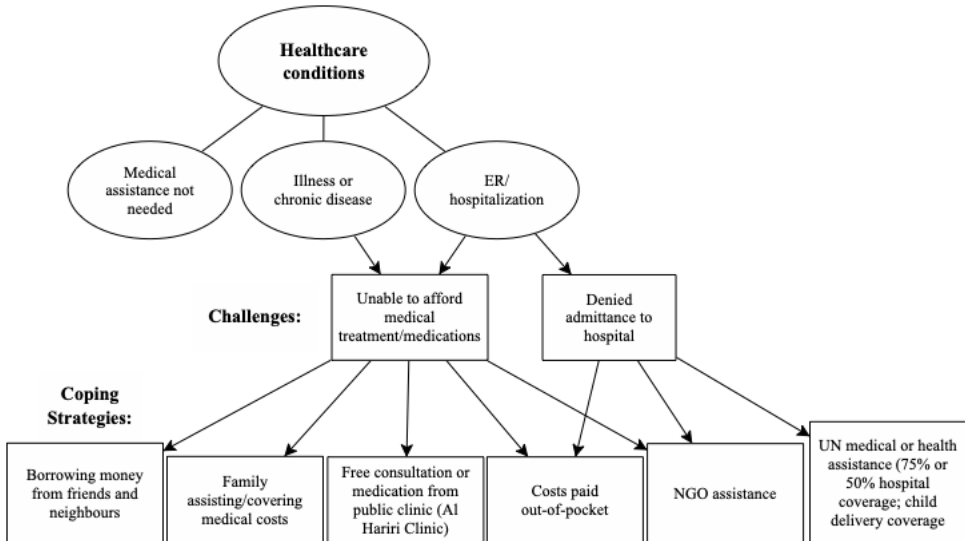 Healthcare
conditions
Medical
assistance not
needed
Illness or
chronic disease
ER/
hospitalization
Challenges:
Unable to afford
medical
treatment/medications
Denied
admittance to
hospital
Coping
Strategies:
Borrowing money
from friends and
neighbours
Family
assisting/covering
medical costs
Free consultation or
medication from
public clinic (Al
Hariri Clinic)
Costs paid
out-of-pocket
NGO assistance
UN medical or health
assistance (75% or
50% hospital
coverage; child
delivery coverage